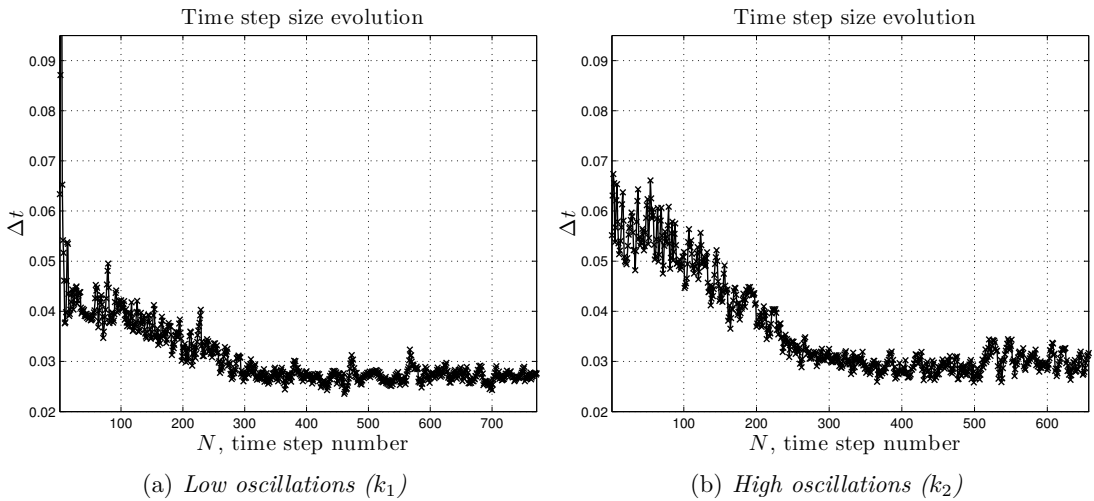 Time step size evolution
0.09
0.08
0.07
0.06
0.05
0.04
0.03
0.02
Δt
100 200 300 400 500 600 700
N, time step number
(a) Low oscillations (k₁)
Time step size evolution
0.09
0.08
0.07
0.06
0.05
0.04
0.03
0.02
Δt
100 200 300 400 500 600
N, time step number
(b) High oscillations (k₂)